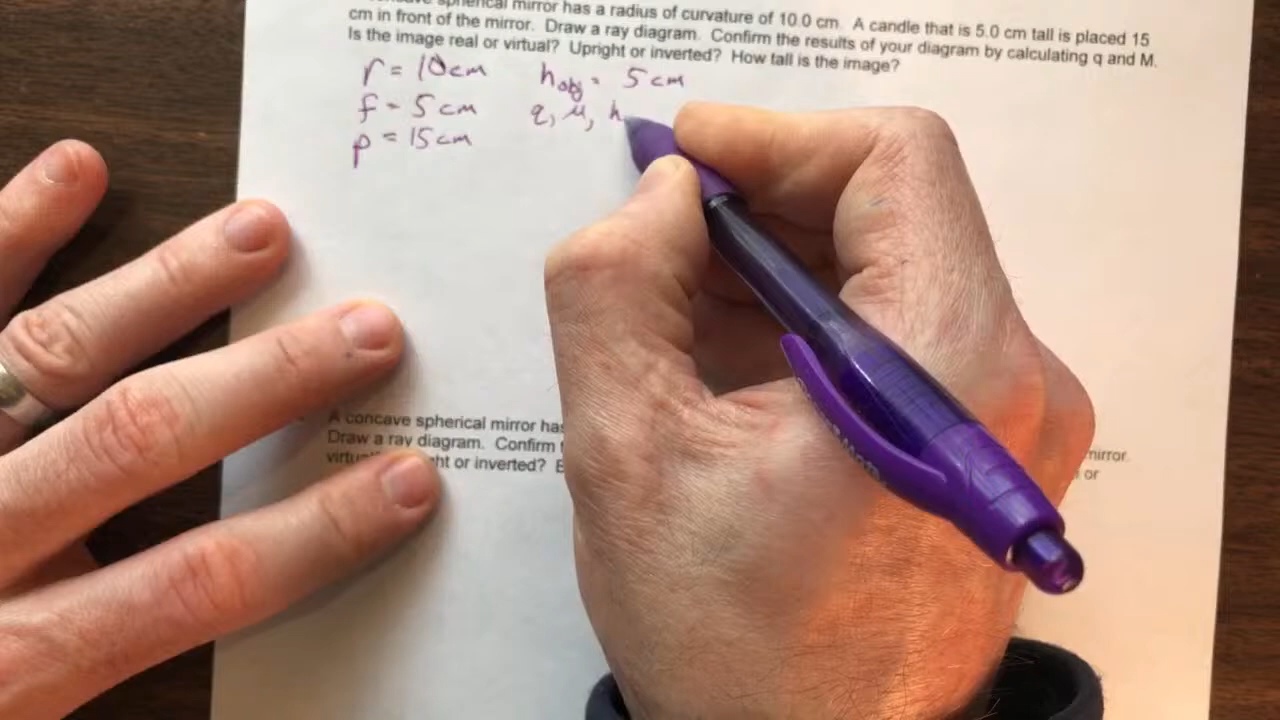 spherical mirror has a radius of curvature of 10.0 cm. A candle that is 5.0 cm tall is placed 15
cm in front of the mirror. Draw a ray diagram. Confirm the results of your diagram by calculating q and M.
Is the image real or virtual? Upright or inverted? How tall is the image?
r = 10cm h obj = 5cm
f = 5cm q, M, h
p = 15cm
A concave spherical mirror has mirror.
Draw a ray diagram. Confirm or
or inverted?